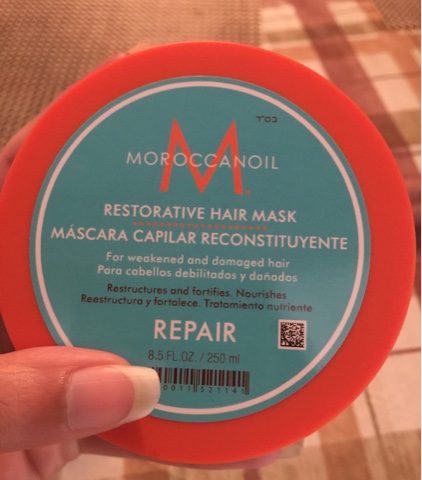 בס״ד
M
MOROCCANOIL
RESTORATIVE HAIR MASK
MÁSCARA CAPILAR RECONSTITUYENTE
For weakened and damaged hair
Para cabellos debilitados y dañados
Restructures and fortifies. Nourishes
Reestructura y fortalece. Tratamiento nutriente
REPAIR
8.5 FL.OZ. / 250 ml